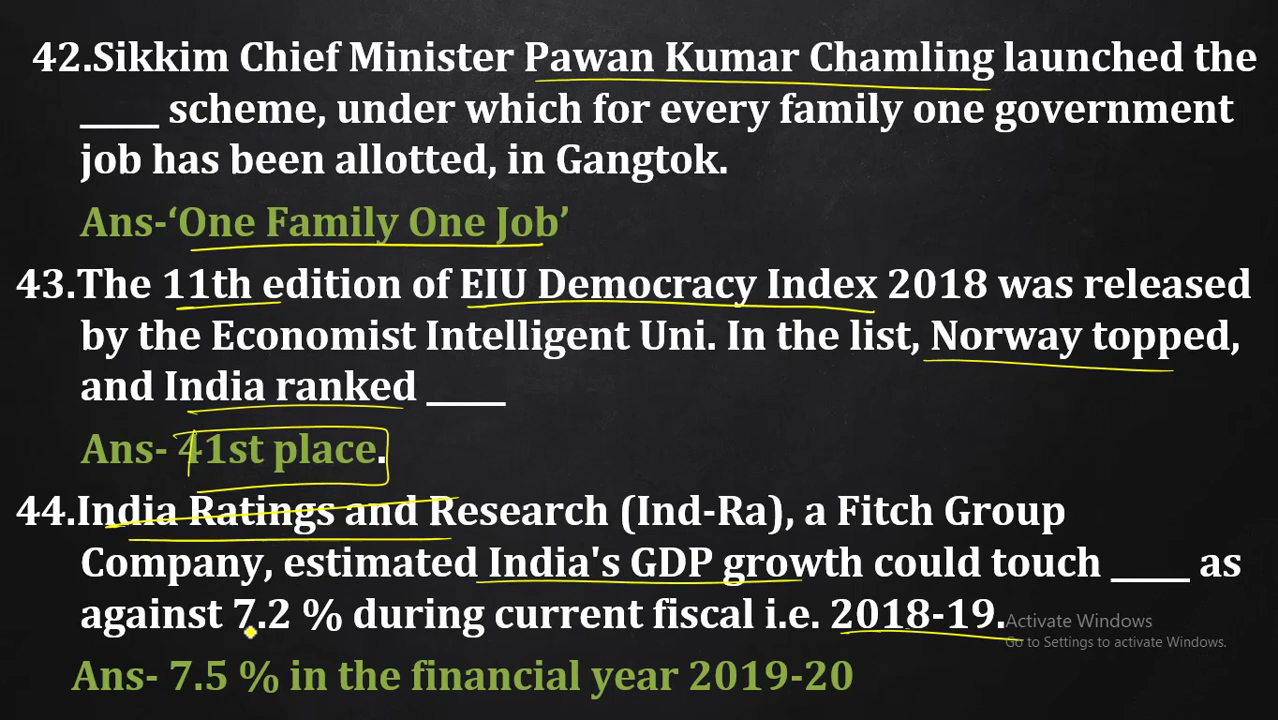 42.Sikkim Chief Minister Pawan Kumar Chamling launched the
_____ scheme, under which for every family one government
job has been allotted, in Gangtok.
Ans-‘One Family One Job’
43.The 11th edition of EIU Democracy Index 2018 was released
by the Economist Intelligent Uni. In the list, Norway topped,
and India ranked _____
Ans- 41st place.
44.India Ratings and Research (Ind-Ra), a Fitch Group
Company, estimated India's GDP growth could touch _____ as
against 7.2 % during current fiscal i.e. 2018-19.
Activate Windows
Go to Settings to activate Windows.
Ans- 7.5 % in the financial year 2019-20